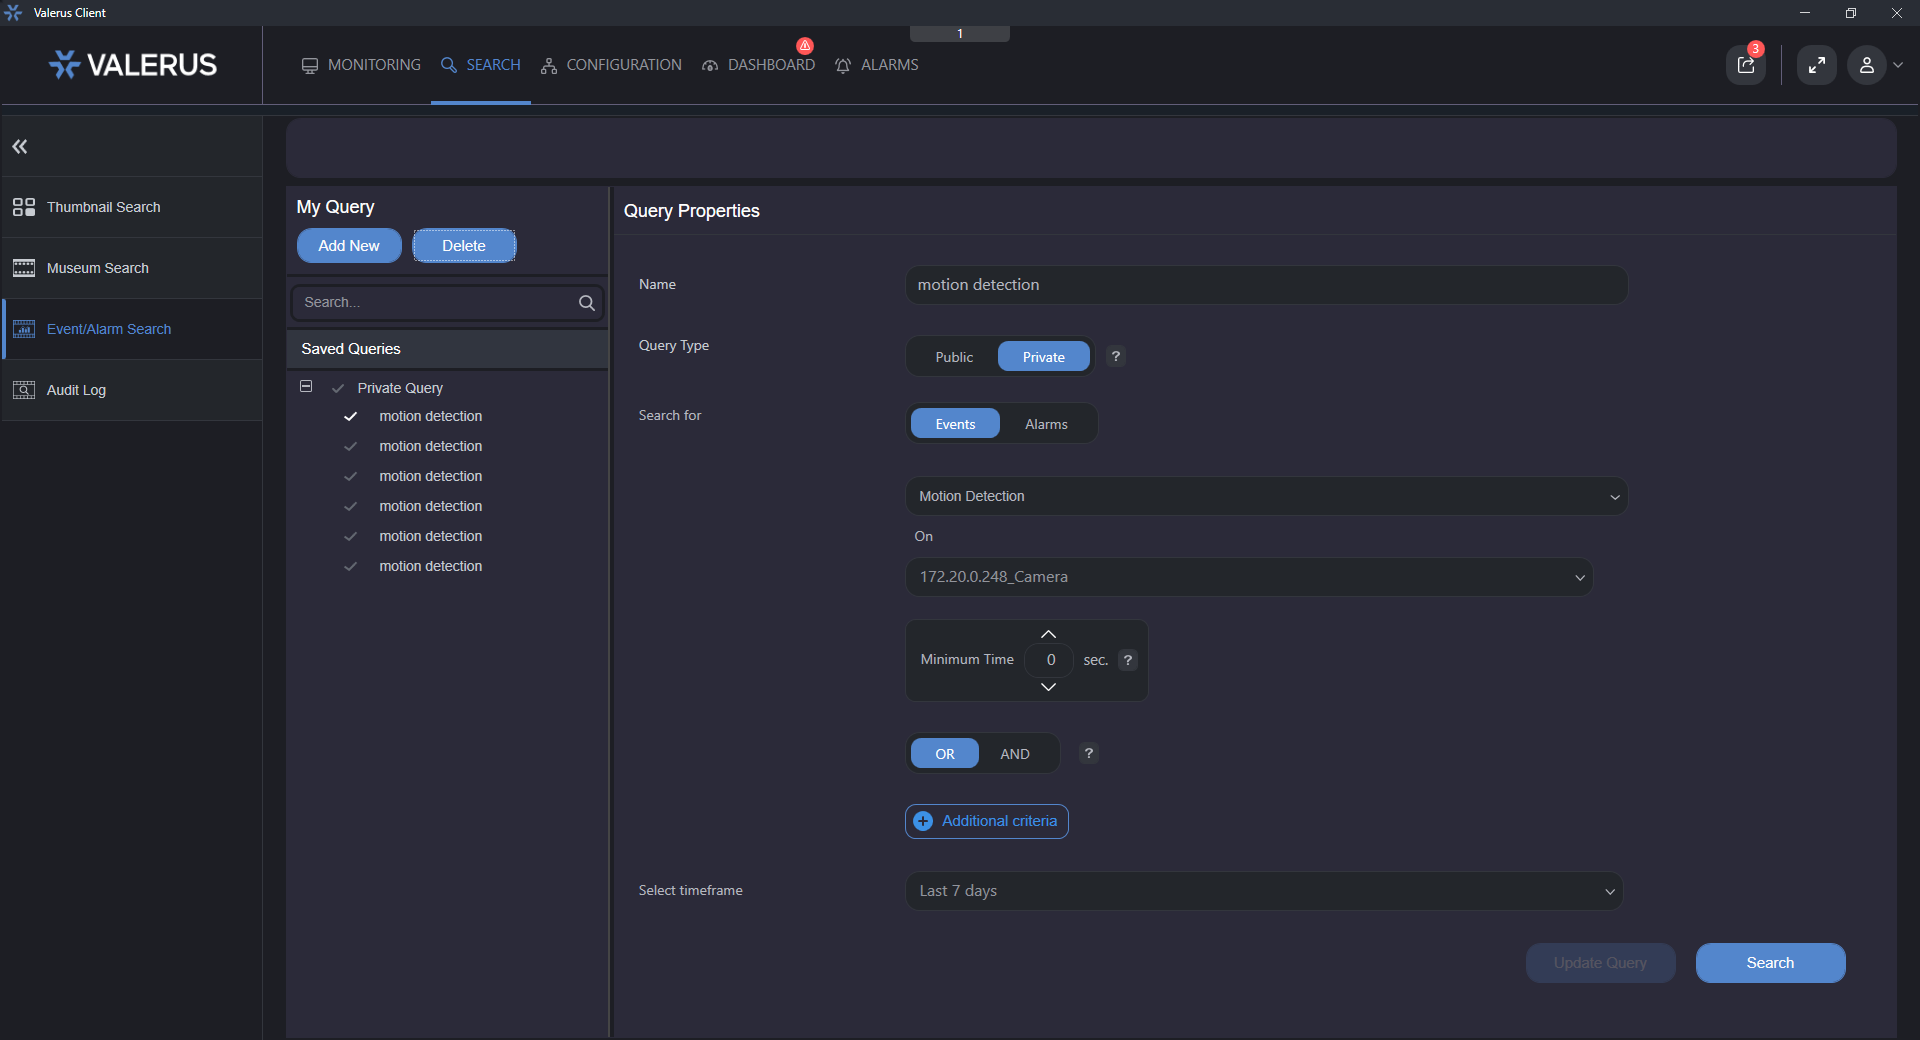 Valerus Client
1
VALERUS
MONITORING
SEARCH
CONFIGURATION
DASHBOARD
ALARMS
3
Thumbnail Search
Museum Search
Event/Alarm Search
Audit Log
My Query
Add New
Delete
Search...
Saved Queries
Private Query
motion detection
motion detection
motion detection
motion detection
motion detection
motion detection
Query Properties
Name
motion detection
Query Type
Public
Private
?
Search for
Events
Alarms
Motion Detection
On
172.20.0.248_Camera
Minimum Time
0
sec.
?
OR
AND
?
Additional criteria
Select timeframe
Last 7 days
Update Query
Search